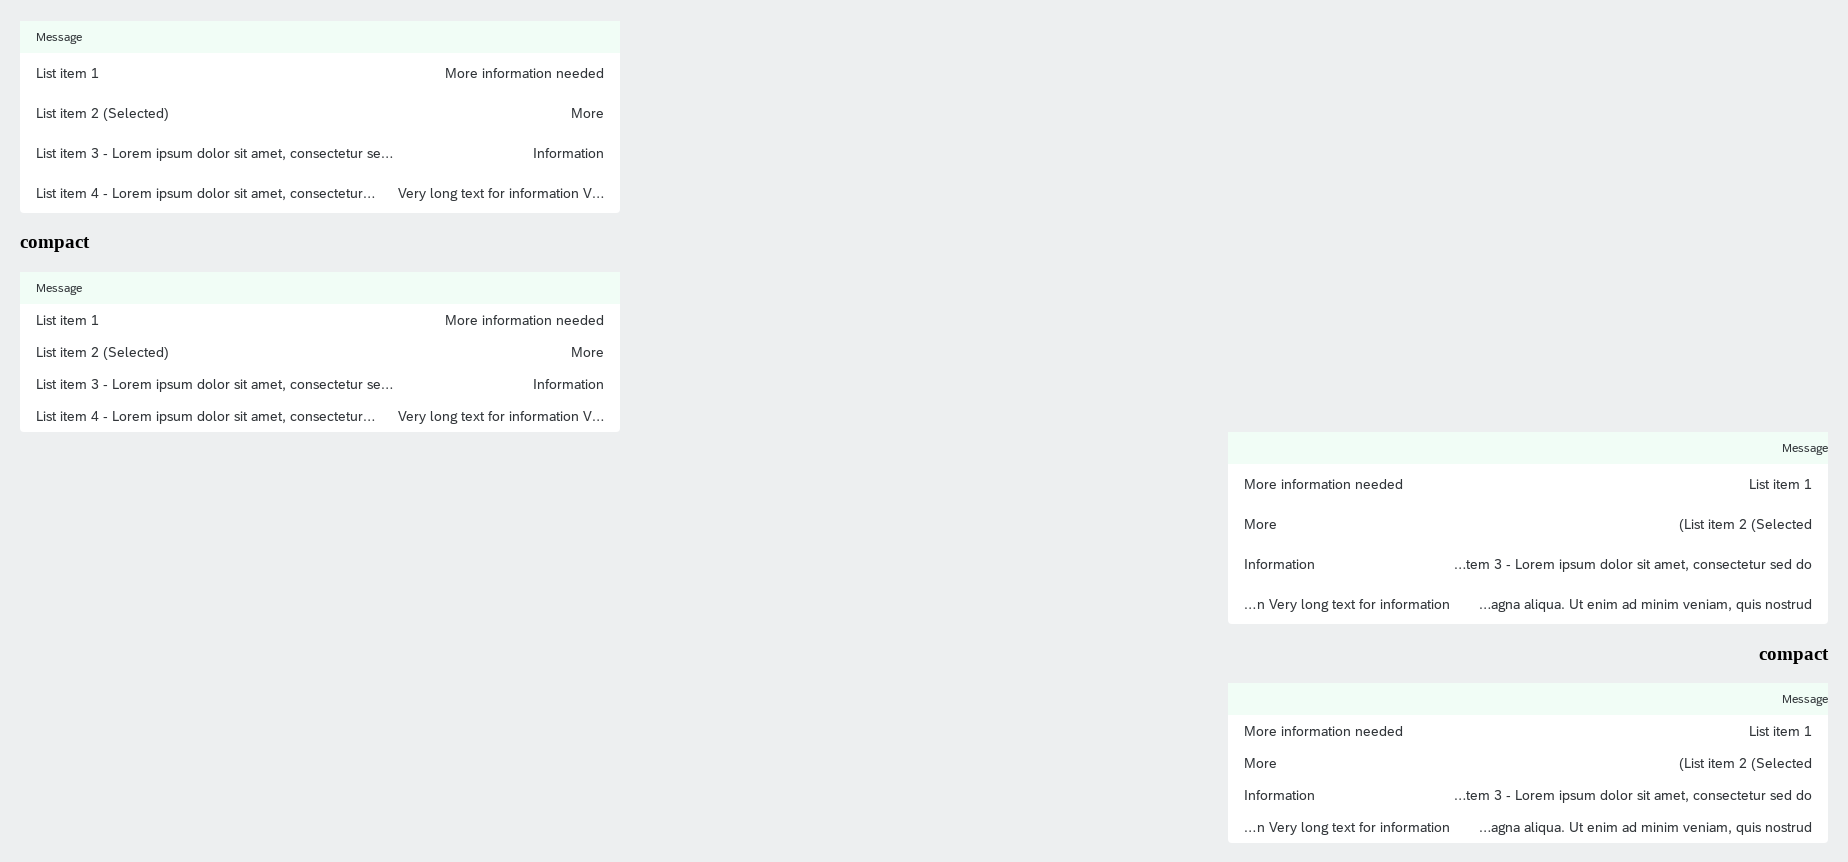 Message
List item 1 More information needed
List item 2 (Selected) More
List item 3 - Lorem ipsum dolor sit amet, consectetur se... Information
List item 4 - Lorem ipsum dolor sit amet, consectetur... Very long text for information V...
compact
Message
List item 1 More information needed
List item 2 (Selected) More
List item 3 - Lorem ipsum dolor sit amet, consectetur se... Information
List item 4 - Lorem ipsum dolor sit amet, consectetur... Very long text for information V...
Message
More information needed List item 1
More (List item 2 (Selected
Information ...tem 3 - Lorem ipsum dolor sit amet, consectetur sed do
...n Very long text for information ...agna aliqua. Ut enim ad minim veniam, quis nostrud
compact
Message
More information needed List item 1
More (List item 2 (Selected
Information ...tem 3 - Lorem ipsum dolor sit amet, consectetur sed do
...n Very long text for information ...agna aliqua. Ut enim ad minim veniam, quis nostrud